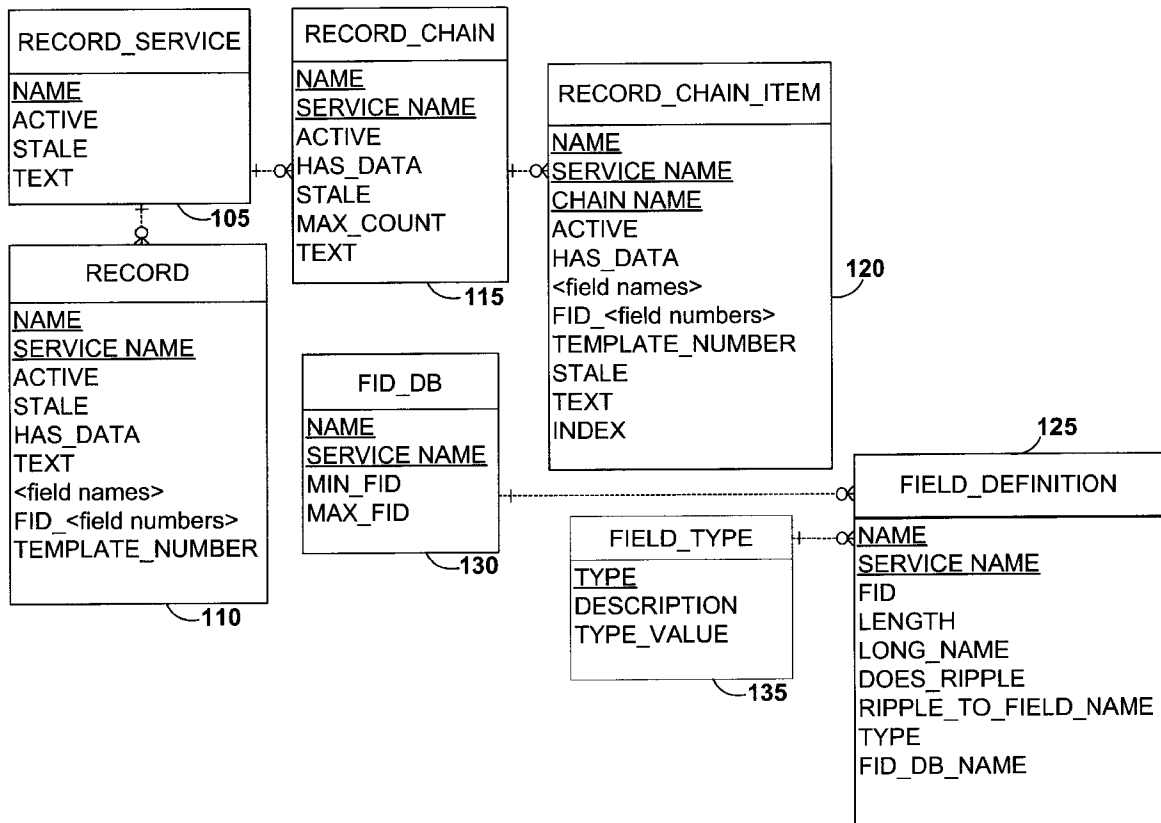 RECORD_SERVICE
NAME
ACTIVE
STALE
TEXT
105
RECORD_CHAIN
NAME
SERVICE NAME
ACTIVE
HAS_DATA
STALE
MAX_COUNT
TEXT
115
RECORD_CHAIN_ITEM
NAME
SERVICE NAME
CHAIN NAME
ACTIVE
HAS_DATA
<field names>
FID_<field numbers>
TEMPLATE_NUMBER
STALE
TEXT
INDEX
120
RECORD
NAME
SERVICE NAME
ACTIVE
STALE
HAS_DATA
TEXT
<field names>
FID_<field numbers>
TEMPLATE_NUMBER
110
FID_DB
NAME
SERVICE NAME
MIN_FID
MAX_FID
130
FIELD_TYPE
TYPE
DESCRIPTION
TYPE_VALUE
135
125
FIELD_DEFINITION
NAME
SERVICE NAME
FID
LENGTH
LONG_NAME
DOES_RIPPLE
RIPPLE_TO_FIELD_NAME
TYPE
FID_DB_NAME